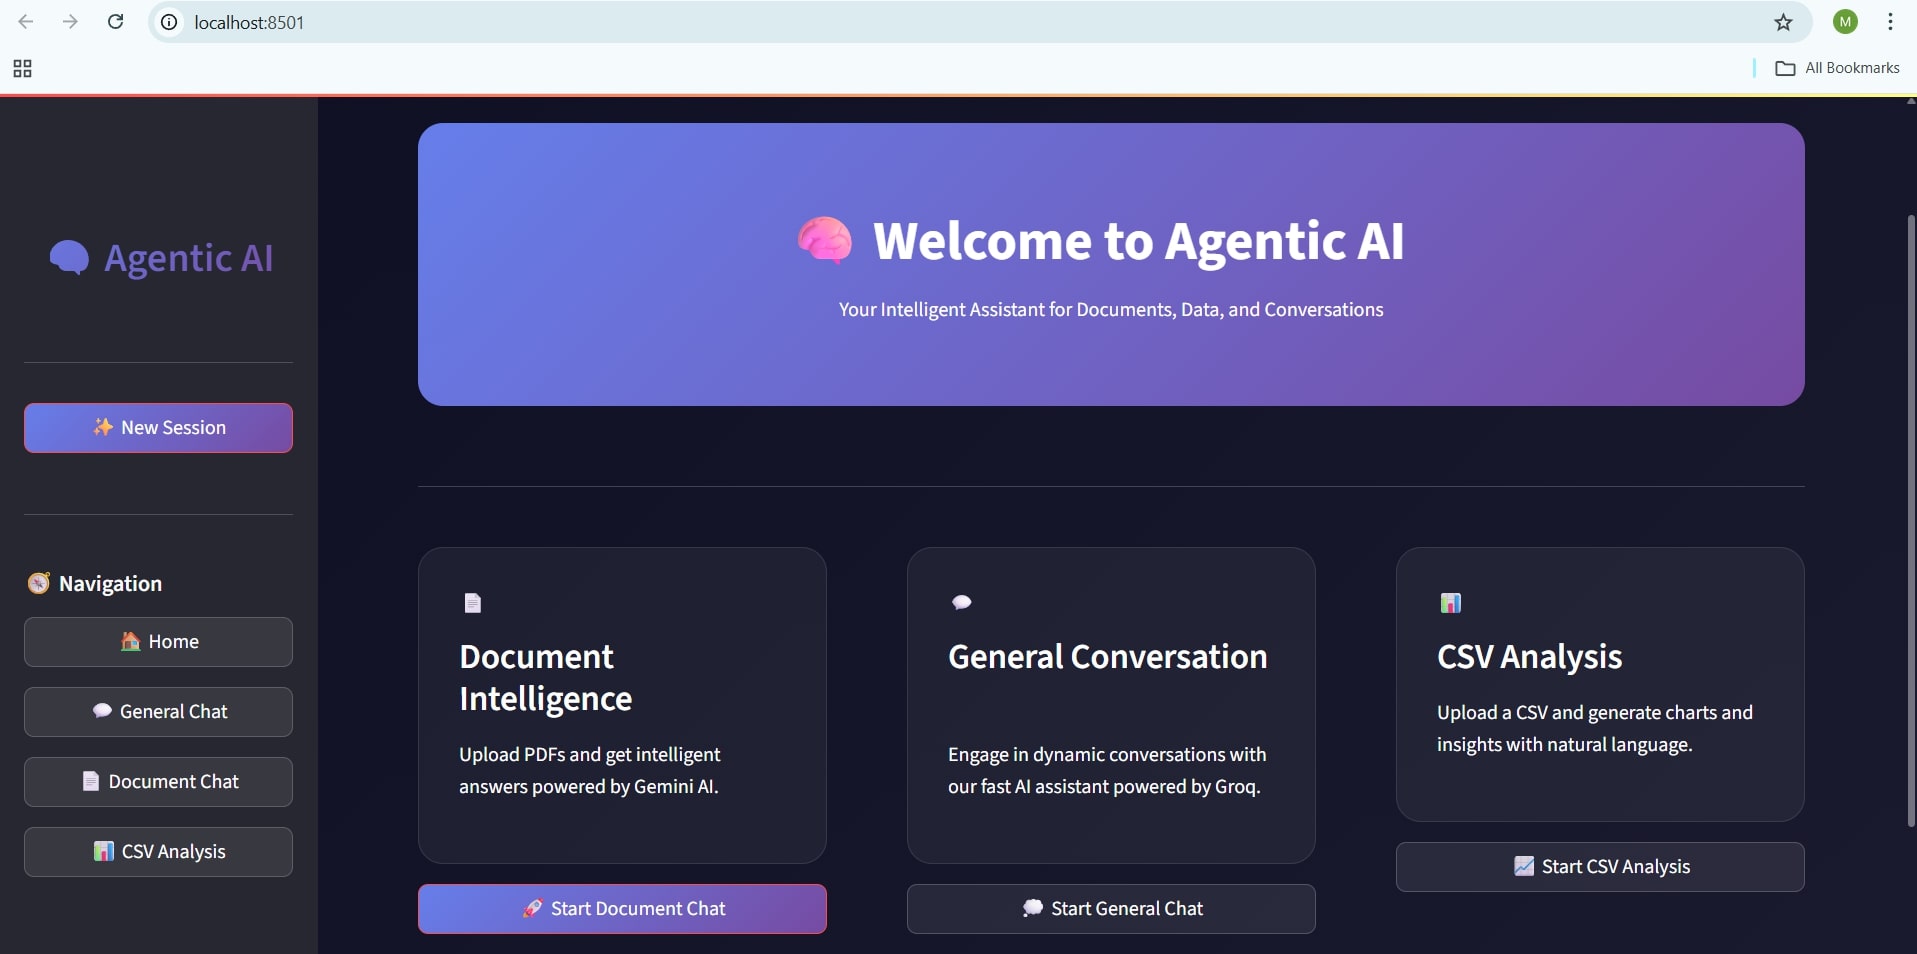 localhost:8501
M
All Bookmarks
Agentic AI
New Session
Navigation
Home
General Chat
Document Chat
CSV Analysis
Welcome to Agentic AI
Your Intelligent Assistant for Documents, Data, and Conversations
Document
Intelligence
Upload PDFs and get intelligent
answers powered by Gemini AI.
Start Document Chat
General Conversation
Engage in dynamic conversations with
our fast AI assistant powered by Groq.
Start General Chat
CSV Analysis
Upload a CSV and generate charts and
insights with natural language.
Start CSV Analysis